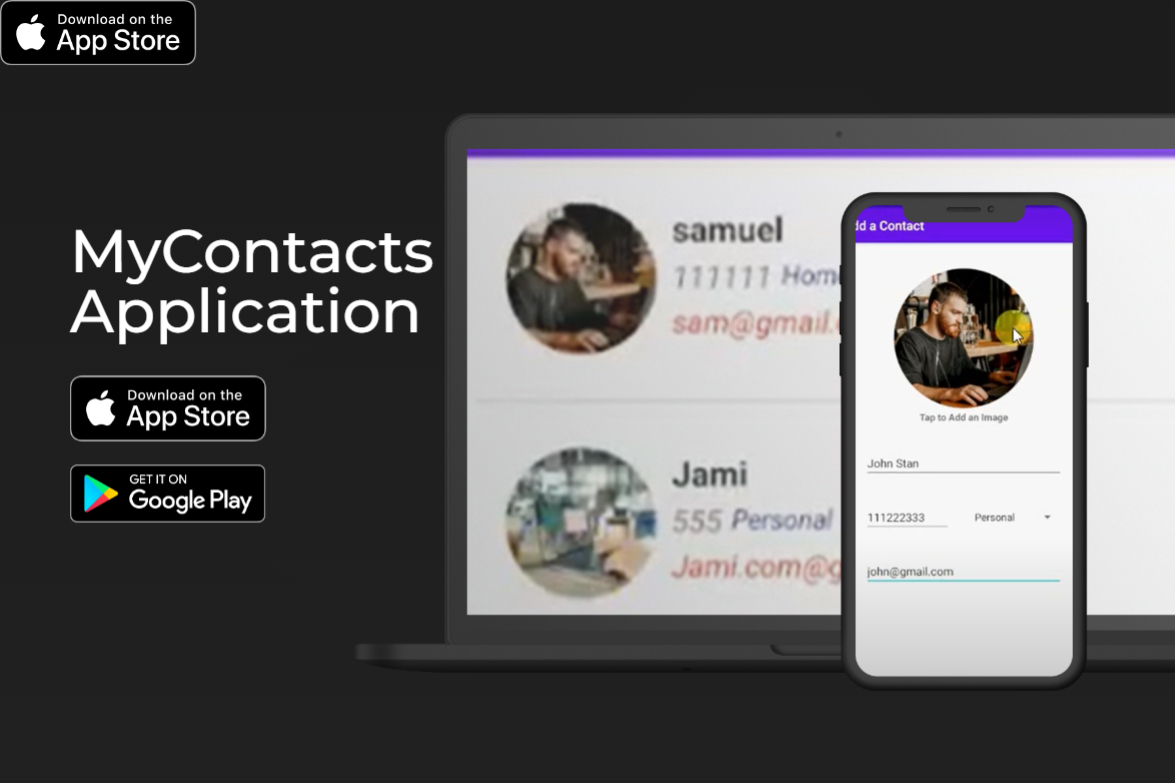 Download on the
App Store
MyContacts
Application
Download on the
App Store
GET IT ON
Google Play
samuel
111111 Home
sam@gmail.
Jami
555 Personal
Jami.com@g
dd a Contact
Tap to Add an Image
John Stan
111222333
Personal
john@gmail.com